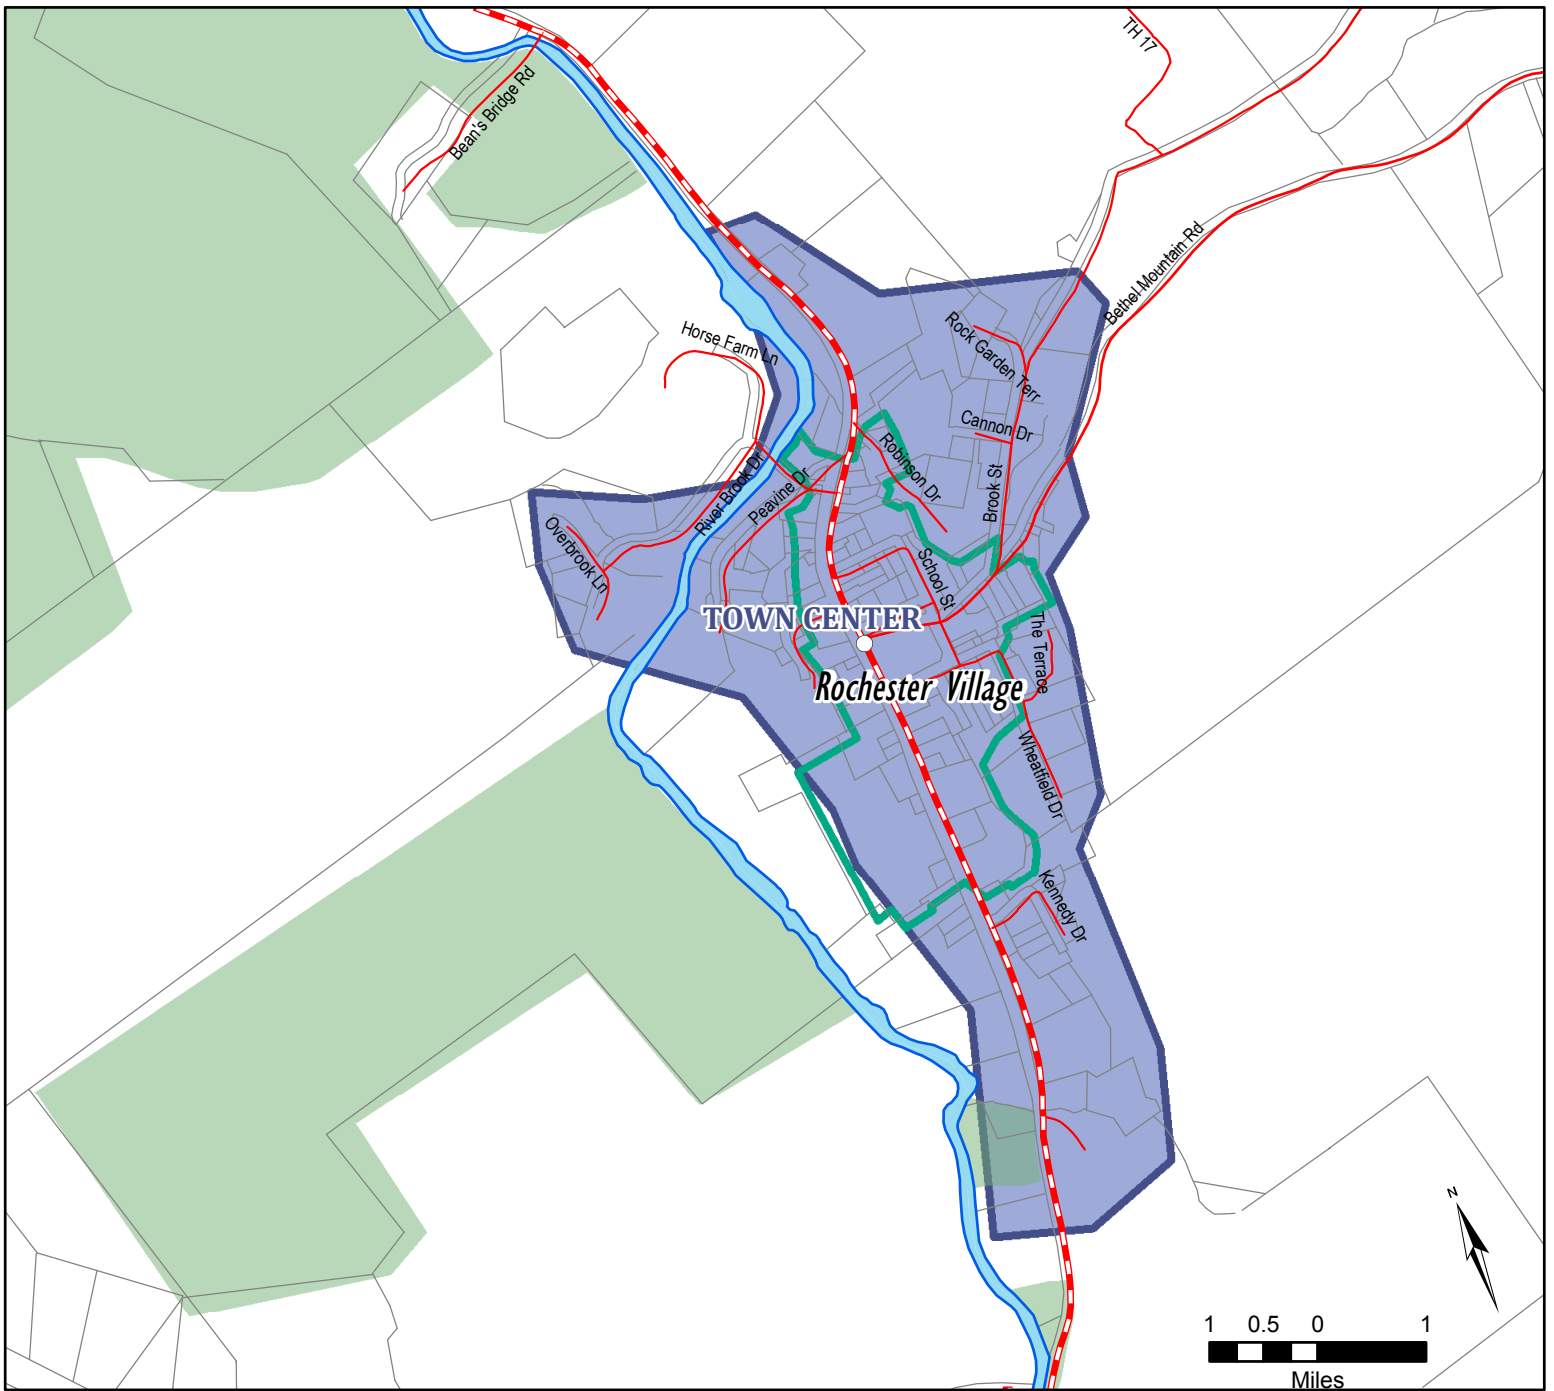 TH 17
Bean's Bridge Rd
Bethel Mountain Rd
Horse Farm Ln
Rock Garden Terr
Cannon Dr
Robinson Dr
River Brook Dr
Peavine Dr
Brook St
Overbrook Ln
School St
TOWN CENTER
The Terrace
Rochester Village
Wheatfield Dr
Kennedy Dr
N
1 0.5 0 1
Miles